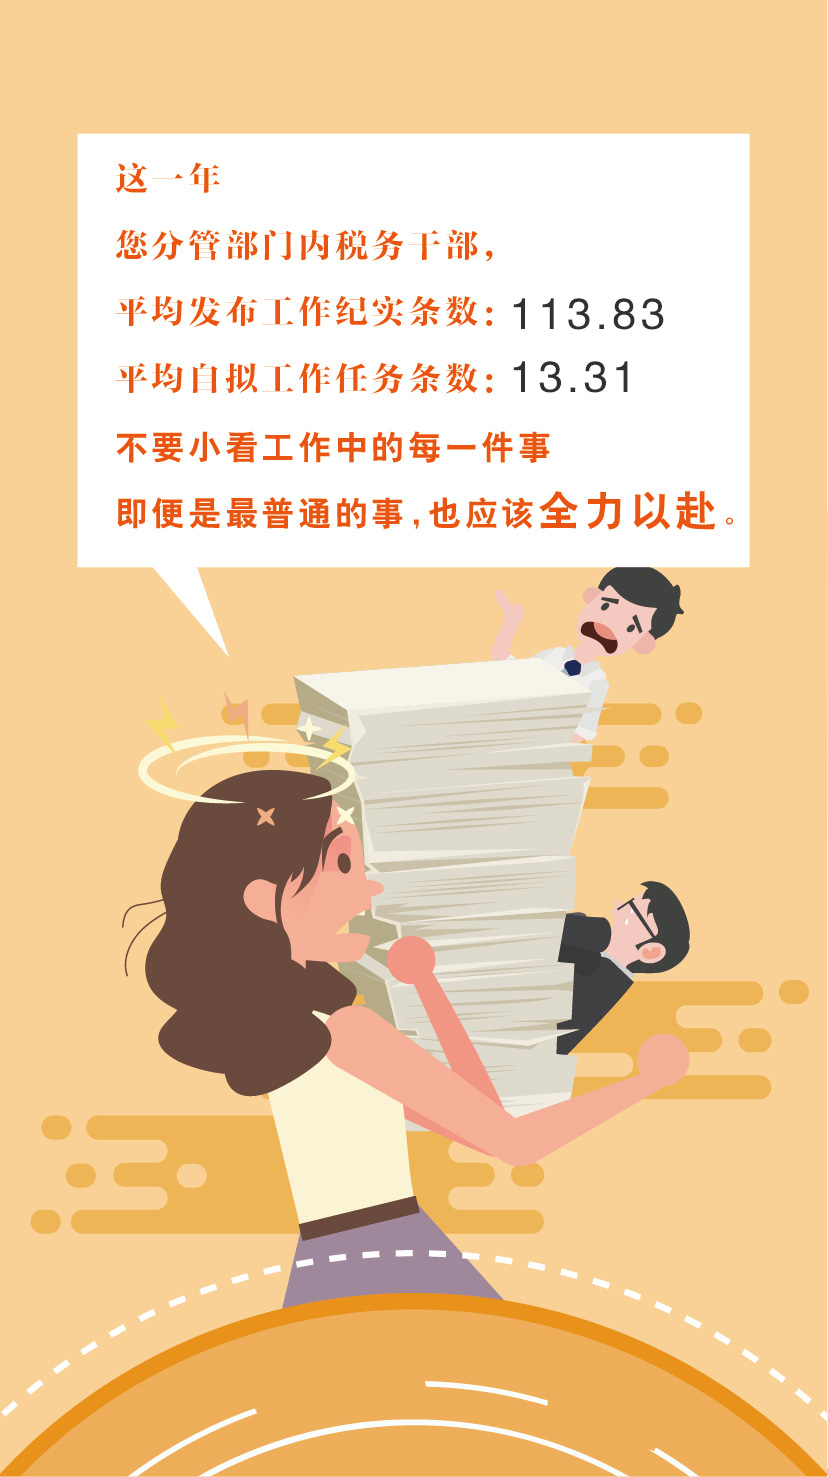 这一年
您分管部门内税务干部，
平均发布工作纪实条数：113.83
平均自拟工作任务条数：13.31
不要小看工作中的每一件事
即便是最普通的事，也应该全力以赴。